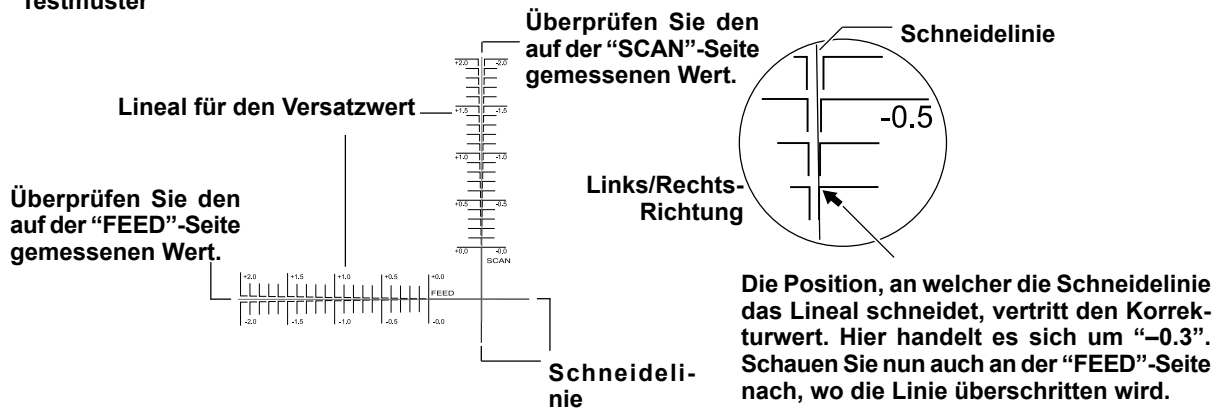 Testmuster
Überprüfen Sie den
auf der “SCAN”-Seite
gemessenen Wert.
Schneidelinie
+2.0 -2.0
Lineal für den Versatzwert
+1.5 -1.5
-0.5
+1.0 -1.0
Links/Rechts-
Richtung
Überprüfen Sie den
auf der “FEED”-Seite
gemessenen Wert.
+0.5 -0.5
+0.0 -0.0
SCAN
+2.0 +1.5 +1.0 +0.5 +0.0
FEED
-2.0 -1.5 -1.0 -0.5 -0.0
Die Position, an welcher die Schneidelinie
das Lineal schneidet, vertritt den Korrek-
turwert. Hier handelt es sich um “–0.3”.
Schauen Sie nun auch an der “FEED”-Seite
nach, wo die Linie überschritten wird.
Schneideli-
nie